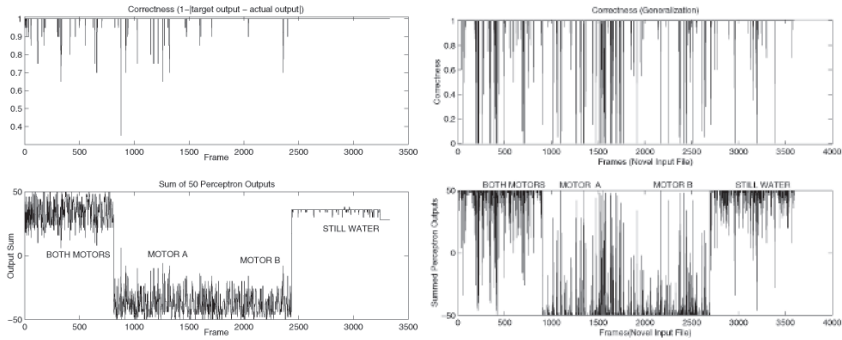 Correctness (1−|target output − actual output|)
1
0.9
0.8
0.7
0.6
0.5
0.4
0 500 1000 1500 2000 2500 3000 3500
Frame
Sum of 50 Perceptron Outputs
50
0
−50
Output Sum
BOTH MOTORS
MOTOR A
MOTOR B
STILL WATER
0 500 1000 1500 2000 2500 3000 3500
Frame
Correctness (Generalization)
1
0.8
0.6
0.4
0.2
0
Correctness
0 500 1000 1500 2000 2500 3000 3500 4000
Frames (Novel Input File)
BOTH MOTORS MOTOR A MOTOR B STILL WATER
50
0
−50
Summed Perceptron Outputs
0 500 1000 1500 2000 2500 3000 3500 4000
Frames(Novel Input File)